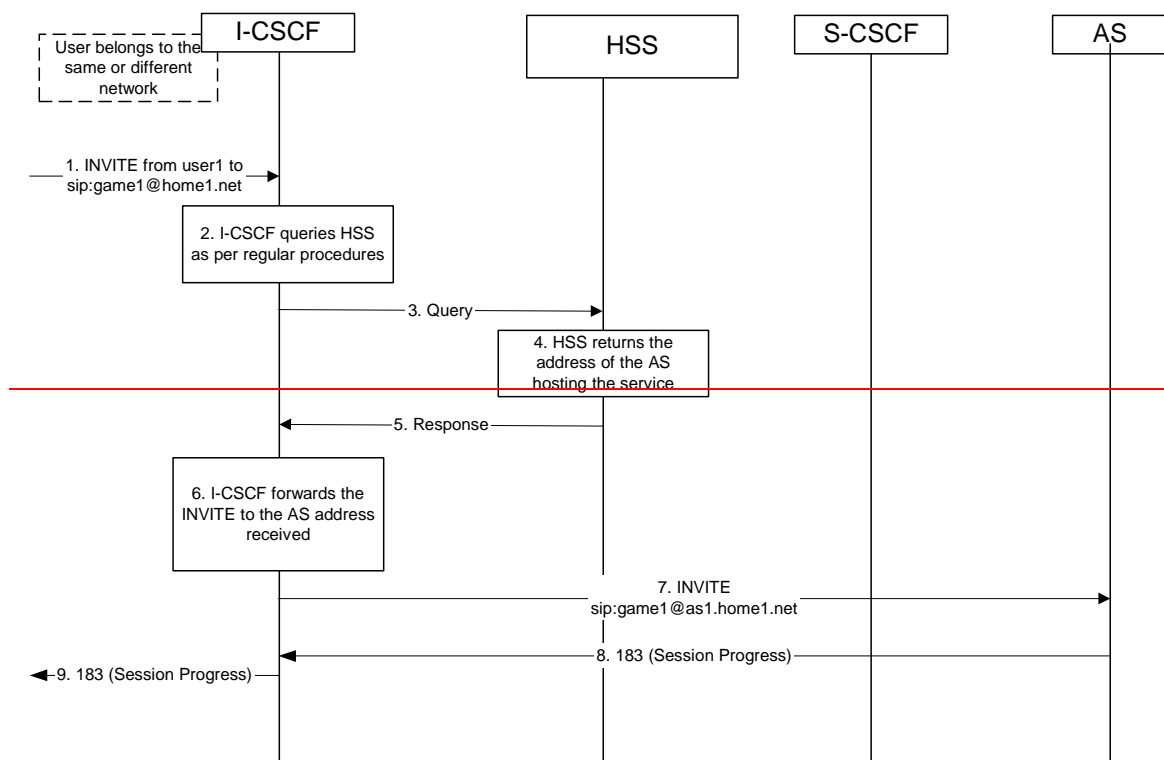 I-CSCF
HSS
S-CSCF
AS
User belongs to the
same or different
network
1. INVITE from user1 to
sip:game1@home1.net
2. I-CSCF queries HSS
as per regular procedures
3. Query
4. HSS returns the
address of the AS
hosting the service
5. Response
6. I-CSCF forwards the
INVITE to the AS address
received
7. INVITE
sip:game1@as1.home1.net
8. 183 (Session Progress)
9. 183 (Session Progress)